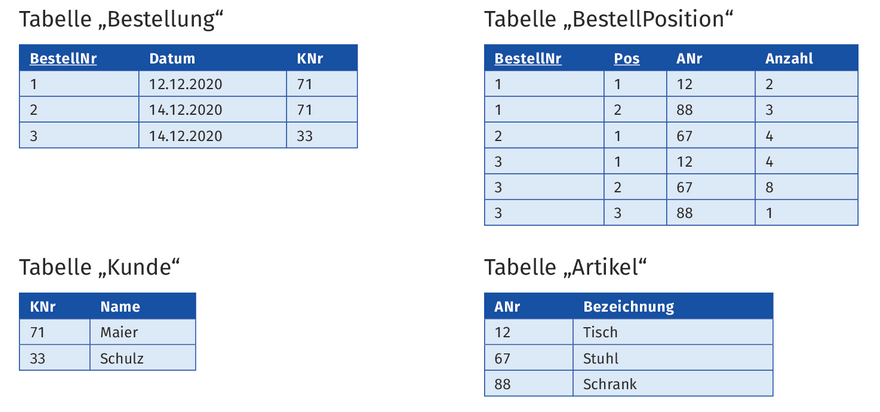 Tabelle „Bestellung“
BestellNr Datum KNr
1 12.12.2020 71
2 14.12.2020 71
3 14.12.2020 33
Tabelle „BestellPosition“
BestellNr Pos ANr Anzahl
1 1 12 2
1 2 88 3
2 1 67 4
3 1 12 4
3 2 67 8
3 3 88 1
Tabelle „Kunde“
KNr Name
71 Maier
33 Schulz
Tabelle „Artikel“
ANr Bezeichnung
12 Tisch
67 Stuhl
88 Schrank